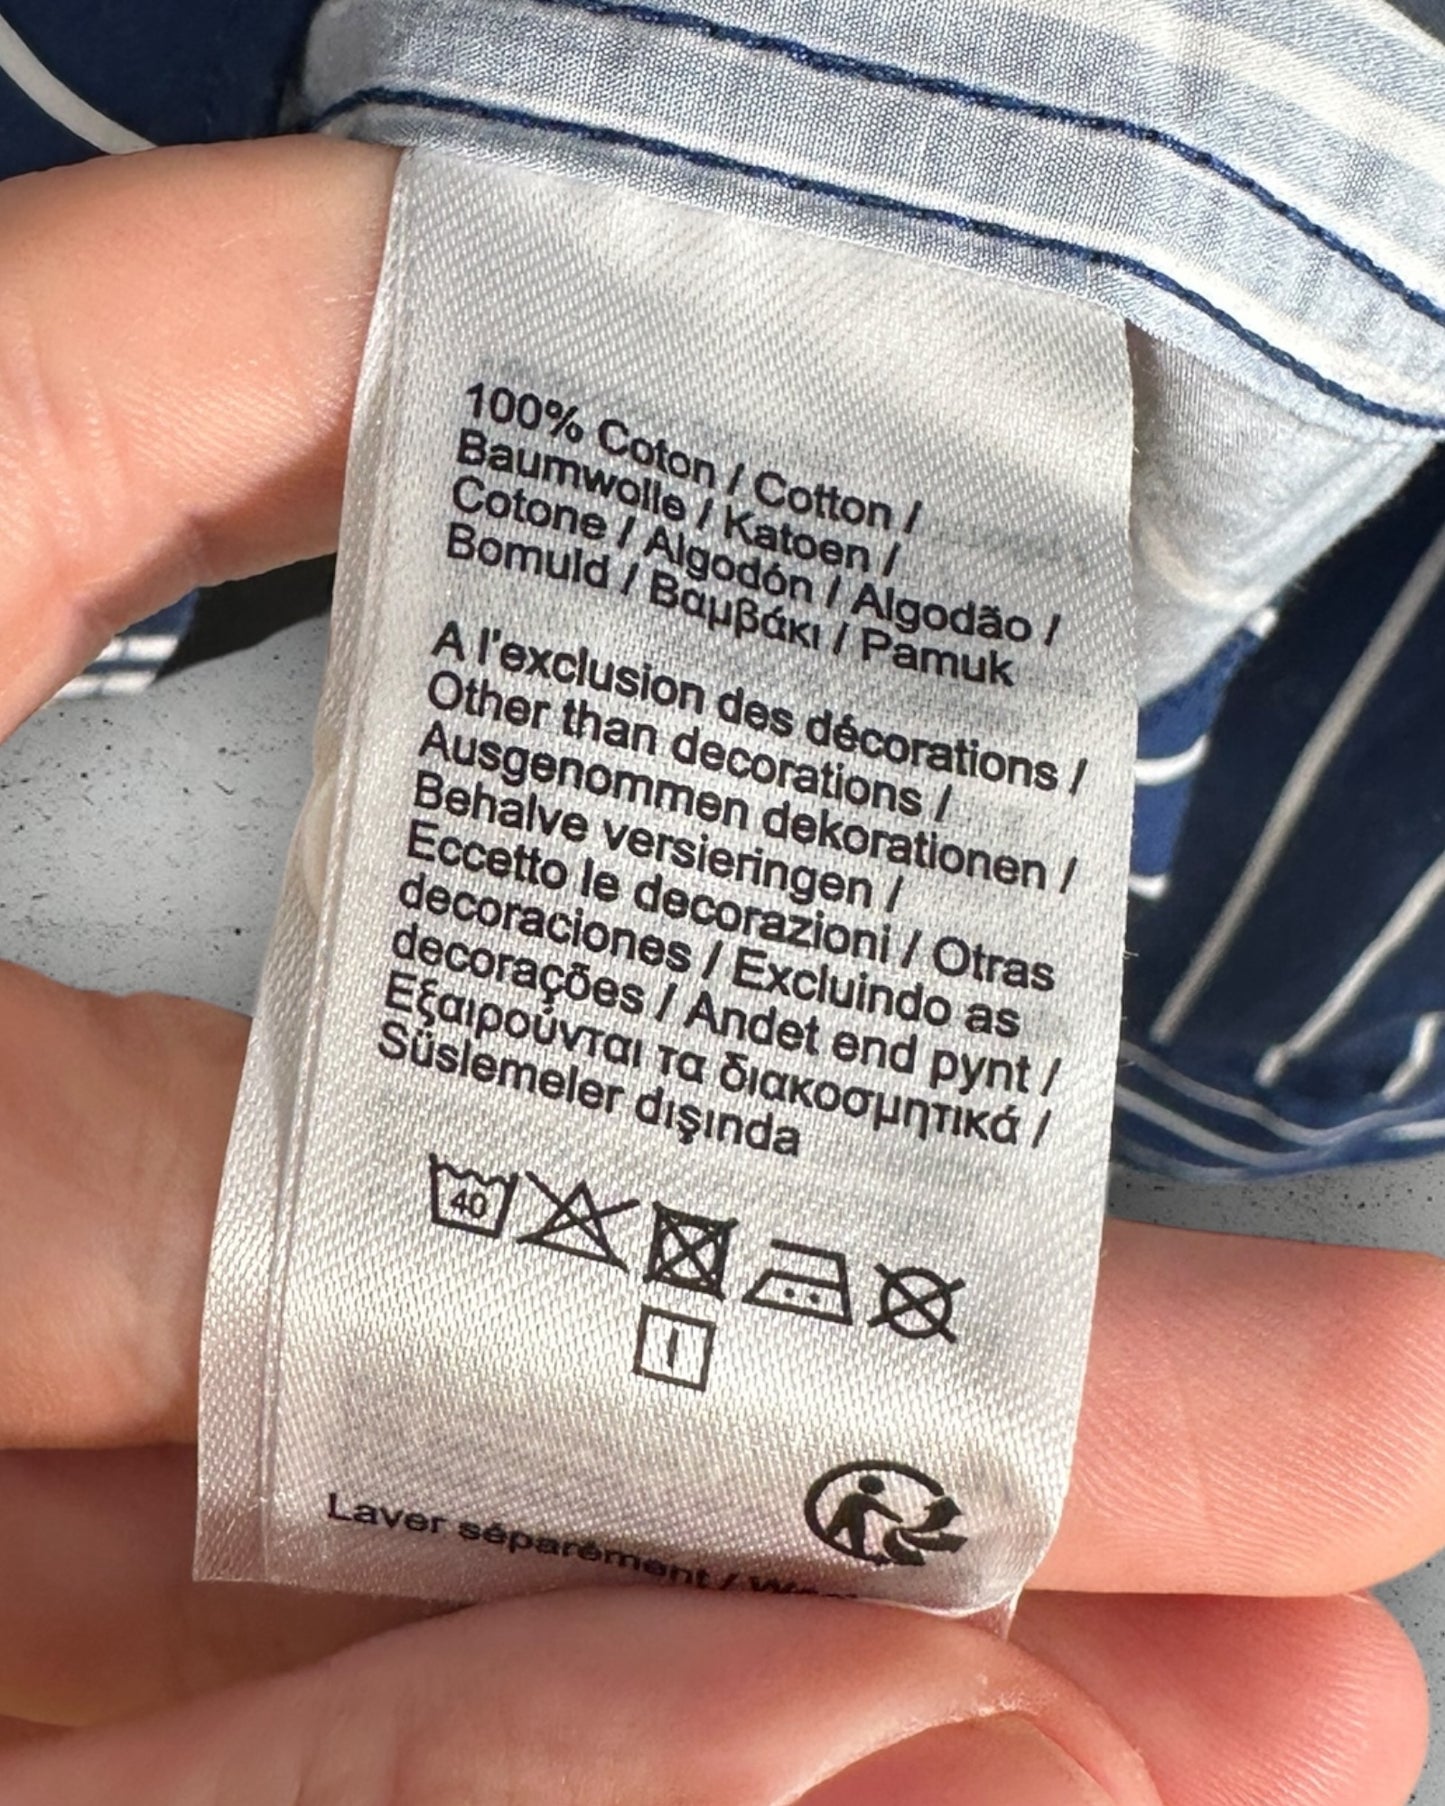 100% Coton / Cotton /
Baumwolle / Katoen /
Cotone / Algodón / Algodão /
Bomuld / Βαμβάκι / Pamuk
A l'exclusion des décorations /
Other than decorations /
Ausgenommen dekorationen /
Behalve versieringen /
Eccetto le decorazioni / Otras
decoraciones / Excluindo as
decorações / Andet end pynt /
Εξαιρούνται τα διακοσμητικά /
Süslemeler dışında
40
Laver séparément /